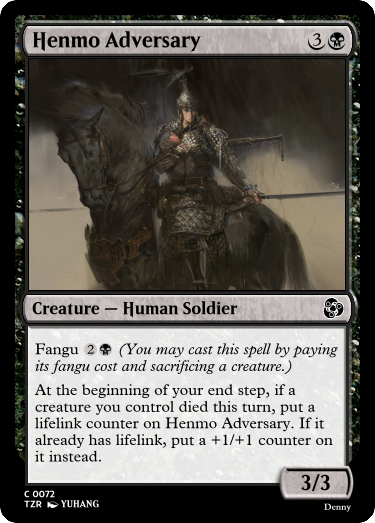 Henmo Adversary 3
Creature — Human Soldier
Fangu 2 (You may cast this spell by paying
its fangu cost and sacrificing a creature.)
At the beginning of your end step, if a
creature you control died this turn, put a
lifelink counter on Henmo Adversary. If it
already has lifelink, put a +1/+1 counter on
it instead.
3/3
C 0072
TZR YUHANG
Denny